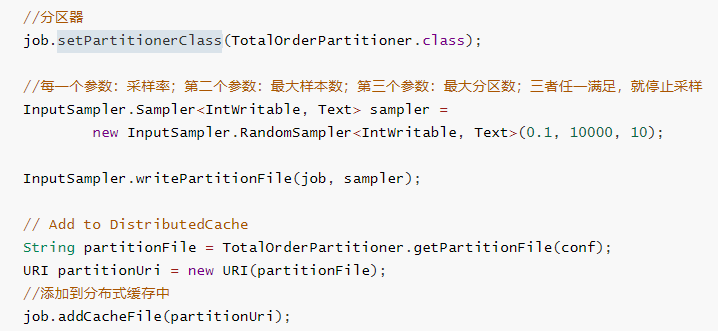 //分区器
job.setPartitionerClass(TotalOrderPartitioner.class);
//每一个参数：采样率；第二个参数：最大样本数；第三个参数：最大分区数；三者任一满足，就停止采样
InputSampler.Sampler<IntWritable, Text> sampler =
new InputSampler.RandomSampler<IntWritable, Text>(0.1, 10000, 10);
InputSampler.writePartitionFile(job, sampler);
// Add to DistributedCache
String partitionFile = TotalOrderPartitioner.getPartitionFile(conf);
URI partitionUri = new URI(partitionFile);
//添加到分布式缓存中
job.addCacheFile(partitionUri);